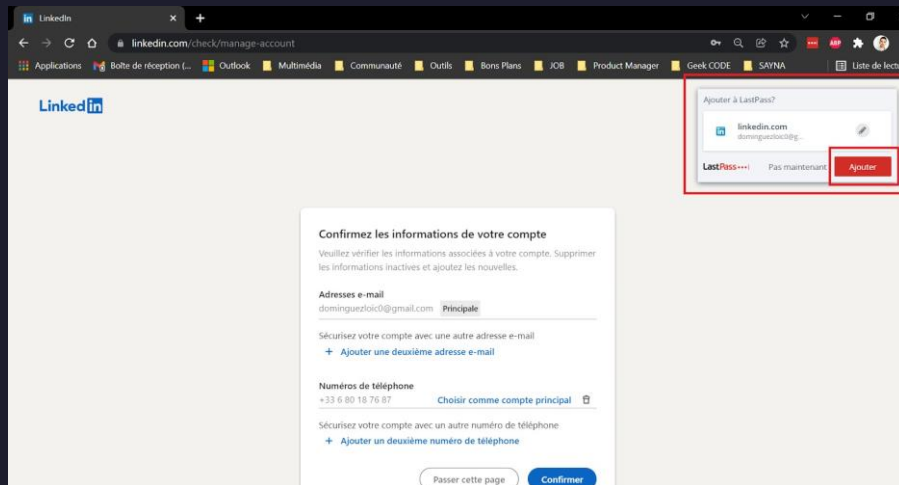 in LinkedIn
linkedin.com/check/manage-account
ABP
Applications Boîte de réception (... Outlook Multimédia Communauté Outils Bons Plans JOB Product Manager Geek CODE SAYNA Liste de lectu
Linked in
Ajouter à LastPass?
in linkedin.com
dominguezloic0@g...
LastPass Pas maintenant Ajouter
Confirmez les informations de votre compte
Veuillez vérifier les informations associées à votre compte. Supprimer
les informations inactives et ajoutez les nouvelles.
Adresses e-mail
dominguezloic0@gmail.com Principale
Sécurisez votre compte avec une autre adresse e-mail
+ Ajouter une deuxième adresse e-mail
Numéros de téléphone
+33 6 80 18 76 87 Choisir comme compte principal
Sécurisez votre compte avec un autre numéro de téléphone
+ Ajouter un deuxième numéro de téléphone
Passer cette page Confirmer